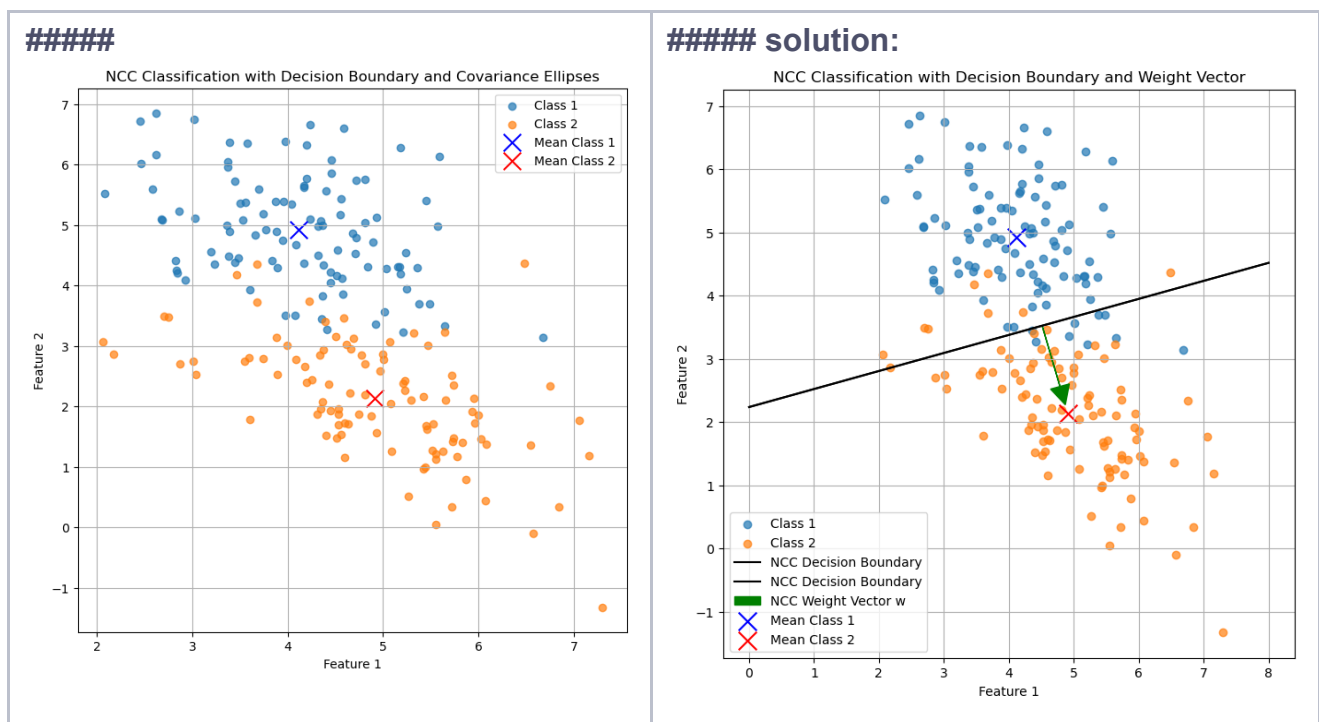 #####
NCC Classification with Decision Boundary and Covariance Ellipses
Class 1
Class 2
Mean Class 1
Mean Class 2
7
6
5
4
3
2
1
0
−1
Feature 2
2 3 4 5 6 7
Feature 1
##### solution:
NCC Classification with Decision Boundary and Weight Vector
7
6
5
4
3
2
1
0
−1
Feature 2
Class 1
Class 2
NCC Decision Boundary
NCC Decision Boundary
NCC Weight Vector w
Mean Class 1
Mean Class 2
0 1 2 3 4 5 6 7 8
Feature 1